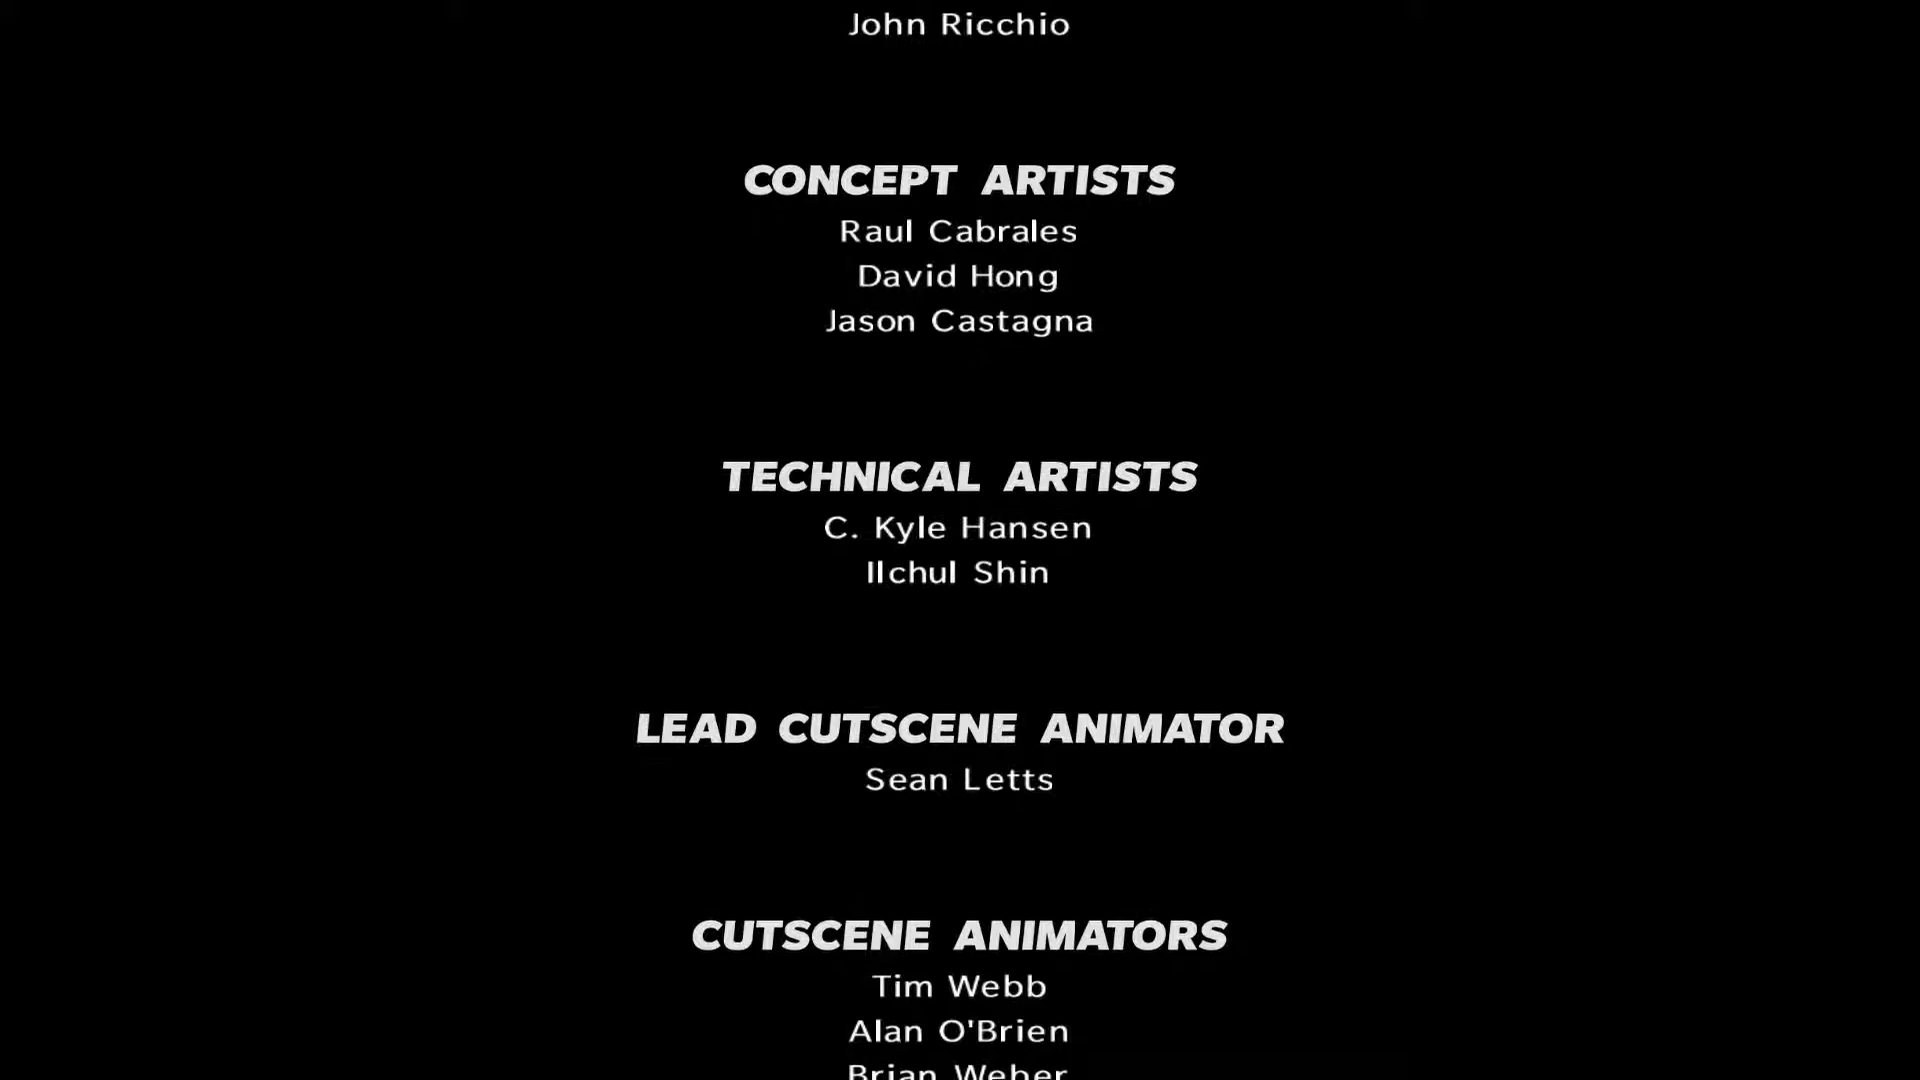 John Ricchio
CONCEPT ARTISTS
Raul Cabrales
David Hong
Jason Castagna
TECHNICAL ARTISTS
C. Kyle Hansen
Ilchul Shin
LEAD CUTSCENE ANIMATOR
Sean Letts
CUTSCENE ANIMATORS
Tim Webb
Alan O'Brien
Brian Weber